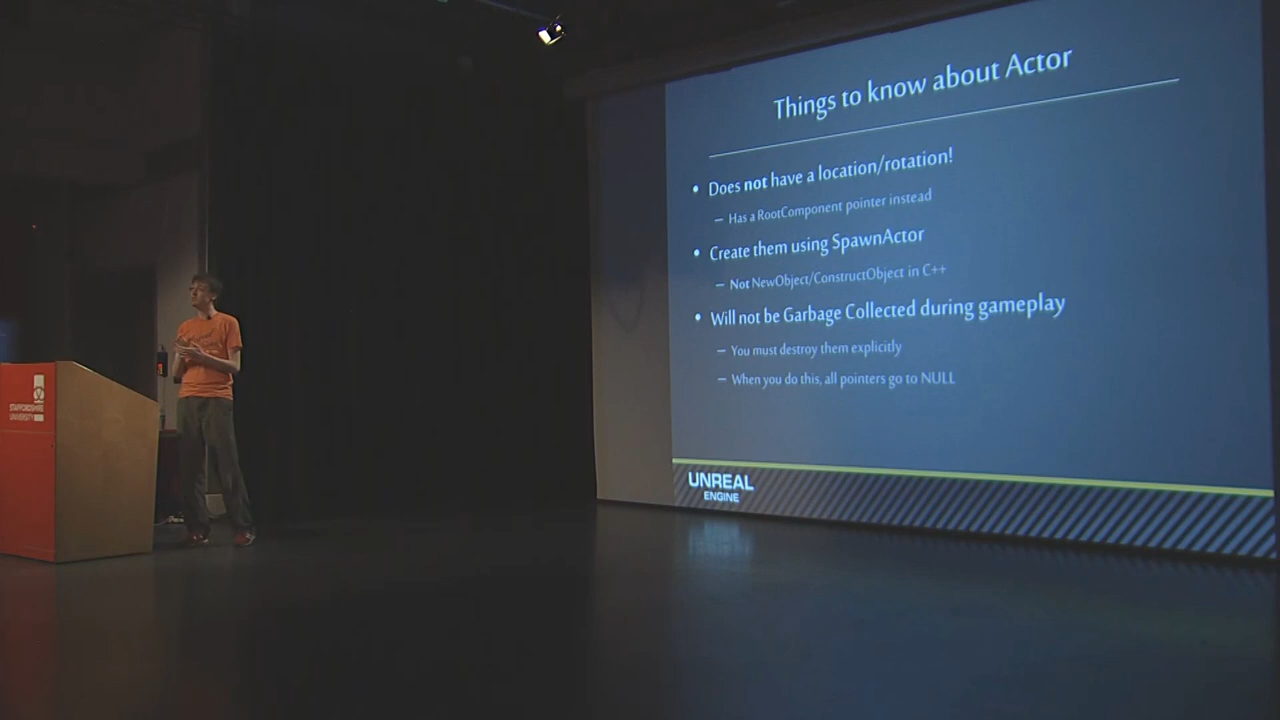 Things to know about Actor
• Does not have a location/rotation!
– Has a RootComponent pointer instead
• Create them using SpawnActor
– Not NewObject/ConstructObject in C++
• Will not be Garbage Collected during gameplay
– You must destroy them explicitly
– When you do this, all pointers go to NULL
UNREAL
ENGINE
STAFFORDSHIRE
UNIVERSITY